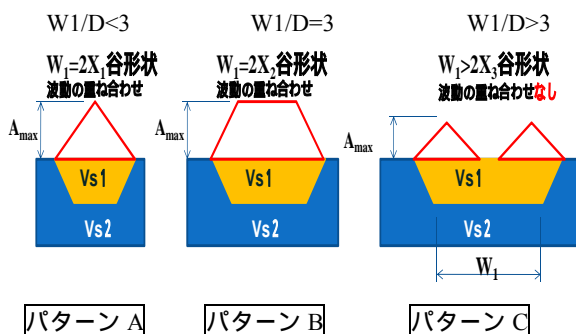 W1/D<3
W₁=2X₁谷形状
波動の重ね合わせ
Amax
Vs1
Vs2
パターン A
W1/D=3
W₁=2X₂谷形状
波動の重ね合わせ
Amax
Vs1
Vs2
パターン B
W1/D>3
W₁>2X₃谷形状
波動の重ね合わせなし
Amax
Vs1
Vs2
W₁
パターン C